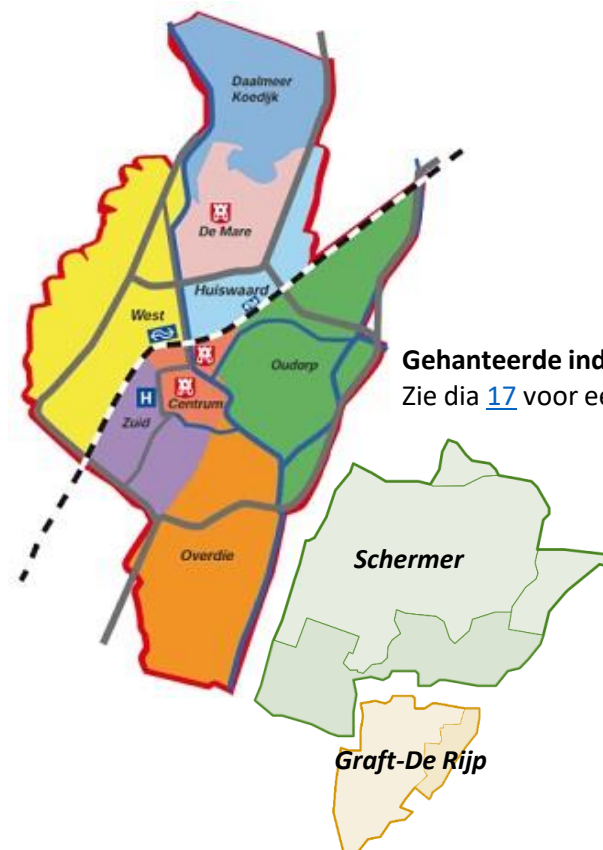 Daalmeer
Koedijk
De Mare
Huiswaard
West
Oudorp
Gehanteerde ind
Zie dia 17 voor ee
H
Centrum
Zuid
Schermer
Overdie
Graft-De Rijp